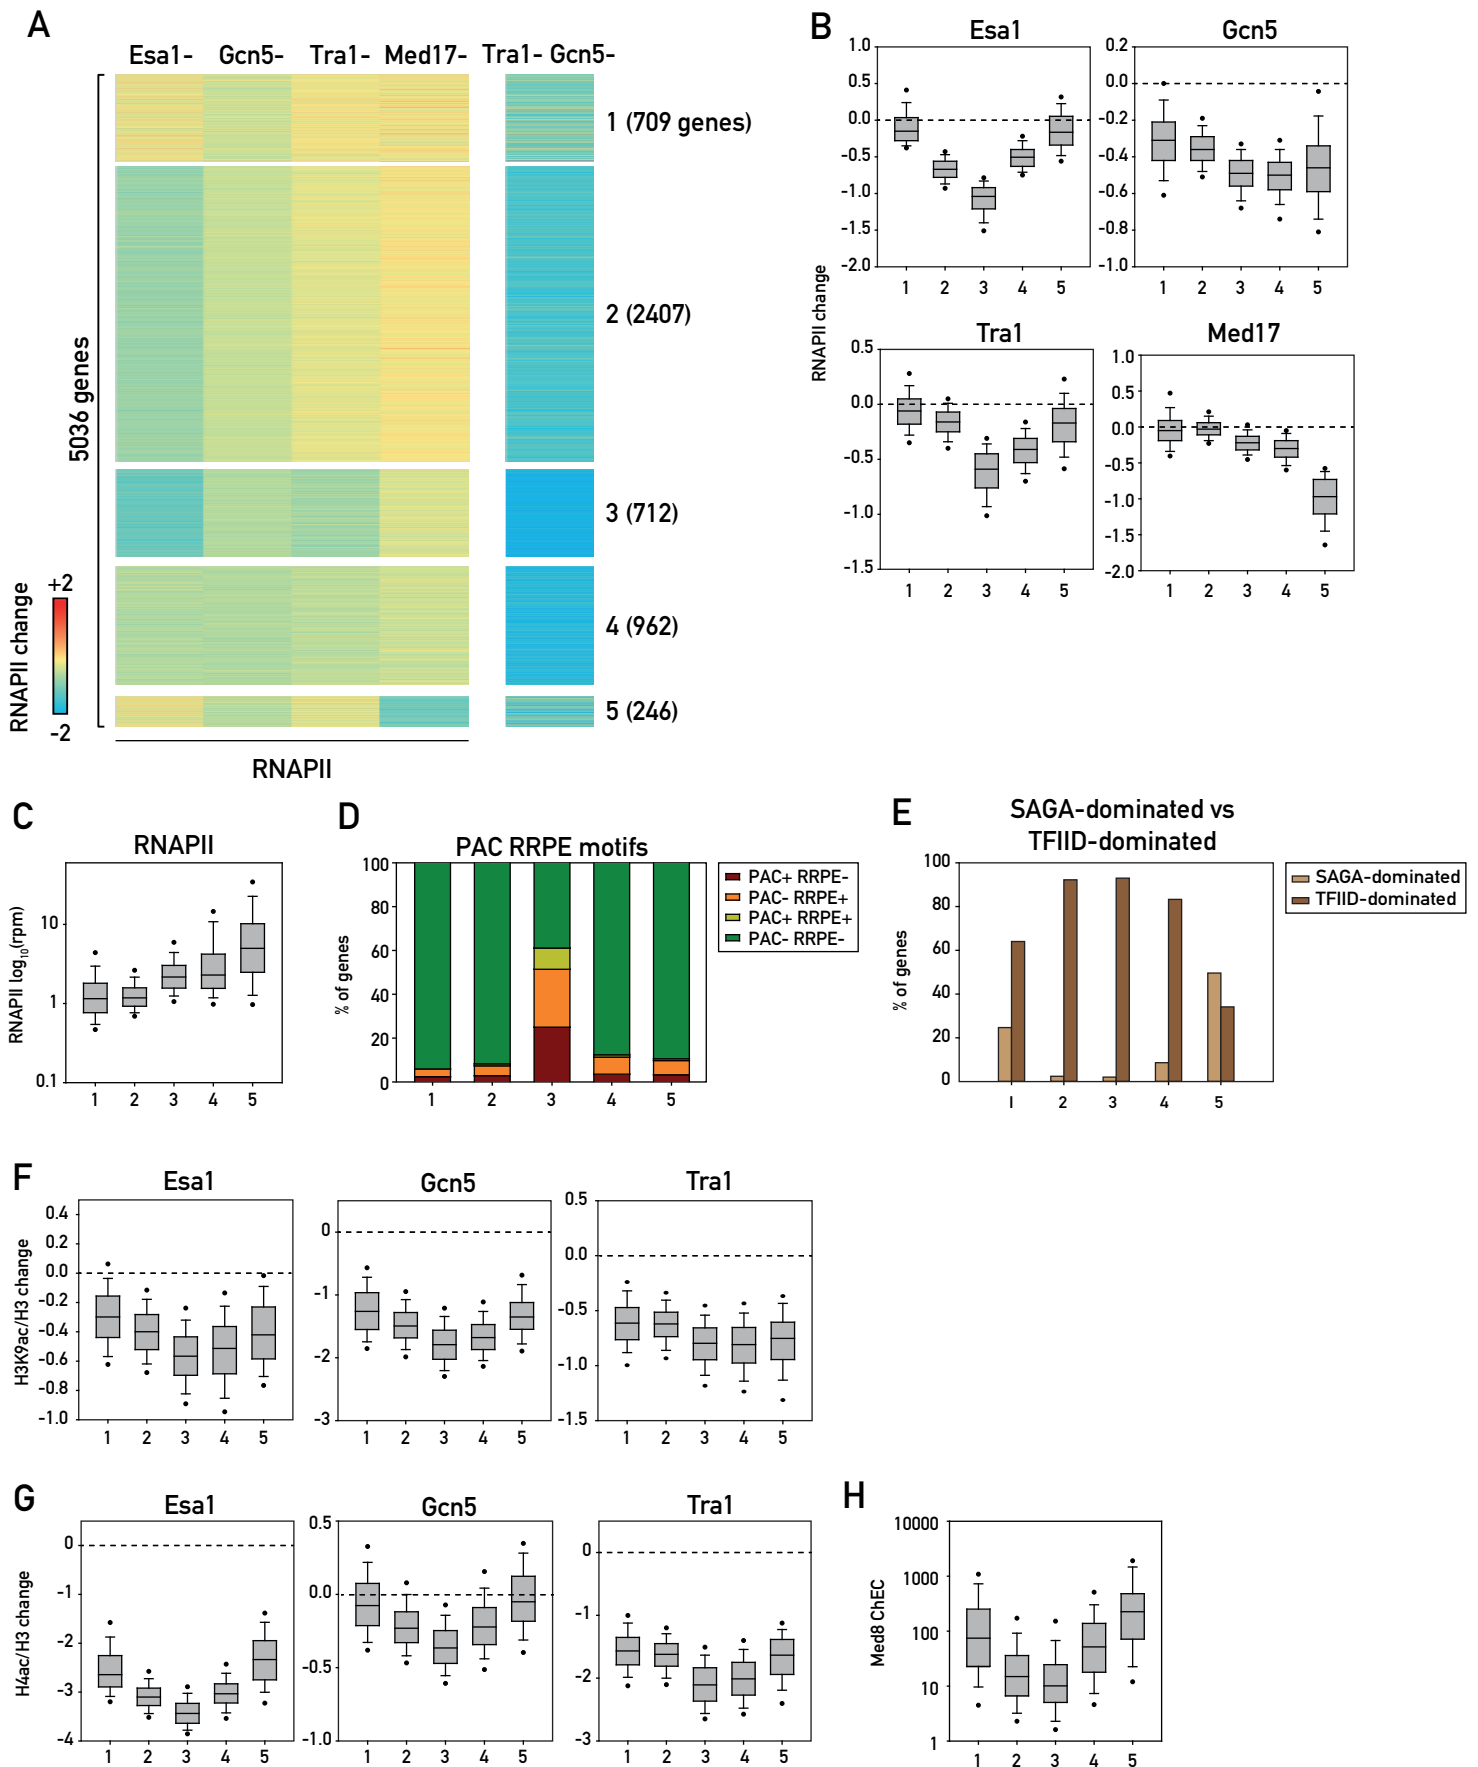 A
Esa1- Gcn5- Tra1- Med17- Tra1- Gcn5-
5036 genes
1 (709 genes)
2 (2407)
3 (712)
4 (962)
5 (246)
RNAPII change
+2
-2
RNAPII
B
RNAPII change
Esa1
1.0
0.5
0.0
-0.5
-1.0
-1.5
-2.0
1 2 3 4 5
Gcn5
0.2
0.0
-0.2
-0.4
-0.6
-0.8
-1.0
1 2 3 4 5
Tra1
0.5
0.0
-0.5
-1.0
-1.5
1 2 3 4 5
Med17
1.0
0.5
0.0
-0.5
-1.0
-1.5
-2.0
1 2 3 4 5
C
RNAPII
RNAPII log10(rpm)
10
1
0.1
1 2 3 4 5
D
PAC RRPE motifs
% of genes
100
80
60
40
20
0
1 2 3 4 5
PAC+ RRPE-
PAC- RRPE+
PAC+ RRPE+
PAC- RRPE-
E
SAGA-dominated vs
TFIID-dominated
% of genes
100
80
60
40
20
0
I 2 3 4 5
SAGA-dominated
TFIID-dominated
F
H3K9ac/H3 change
Esa1
0.4
0.2
0.0
-0.2
-0.4
-0.6
-0.8
-1.0
1 2 3 4 5
Gcn5
0
-1
-2
-3
1 2 3 4 5
Tra1
0.5
0.0
-0.5
-1.0
-1.5
1 2 3 4 5
G
H4ac/H3 change
Esa1
0
-1
-2
-3
-4
1 2 3 4 5
Gcn5
0.5
0.0
-0.5
-1.0
1 2 3 4 5
Tra1
0
-1
-2
-3
1 2 3 4 5
H
Med8 ChEC
10000
1000
100
10
1
1 2 3 4 5